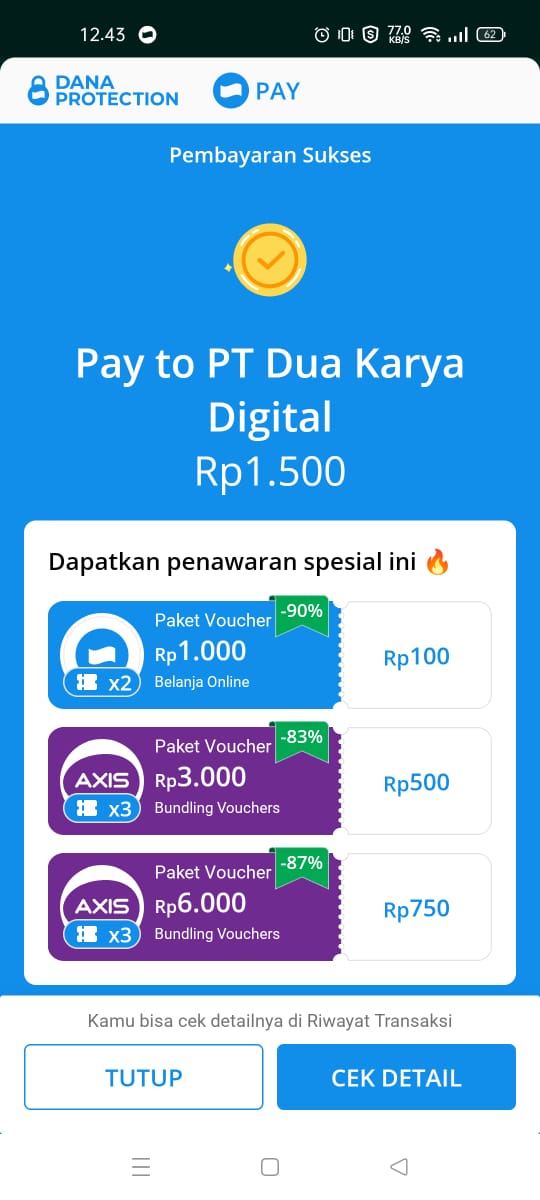 12.43
77.0
KB/S
62
DANA
PROTECTION
PAY
Pembayaran Sukses
Pay to PT Dua Karya
Digital
Rp1.500
Dapatkan penawaran spesial ini 🔥
Paket Voucher
-90%
Rp1.000
Rp100
x2
Belanja Online
Paket Voucher
-83%
AXIS
Rp3.000
Rp500
x3
Bundling Vouchers
Paket Voucher
-87%
AXIS
Rp6.000
Rp750
x3
Bundling Vouchers
Kamu bisa cek detailnya di Riwayat Transaksi
TUTUP
CEK DETAIL